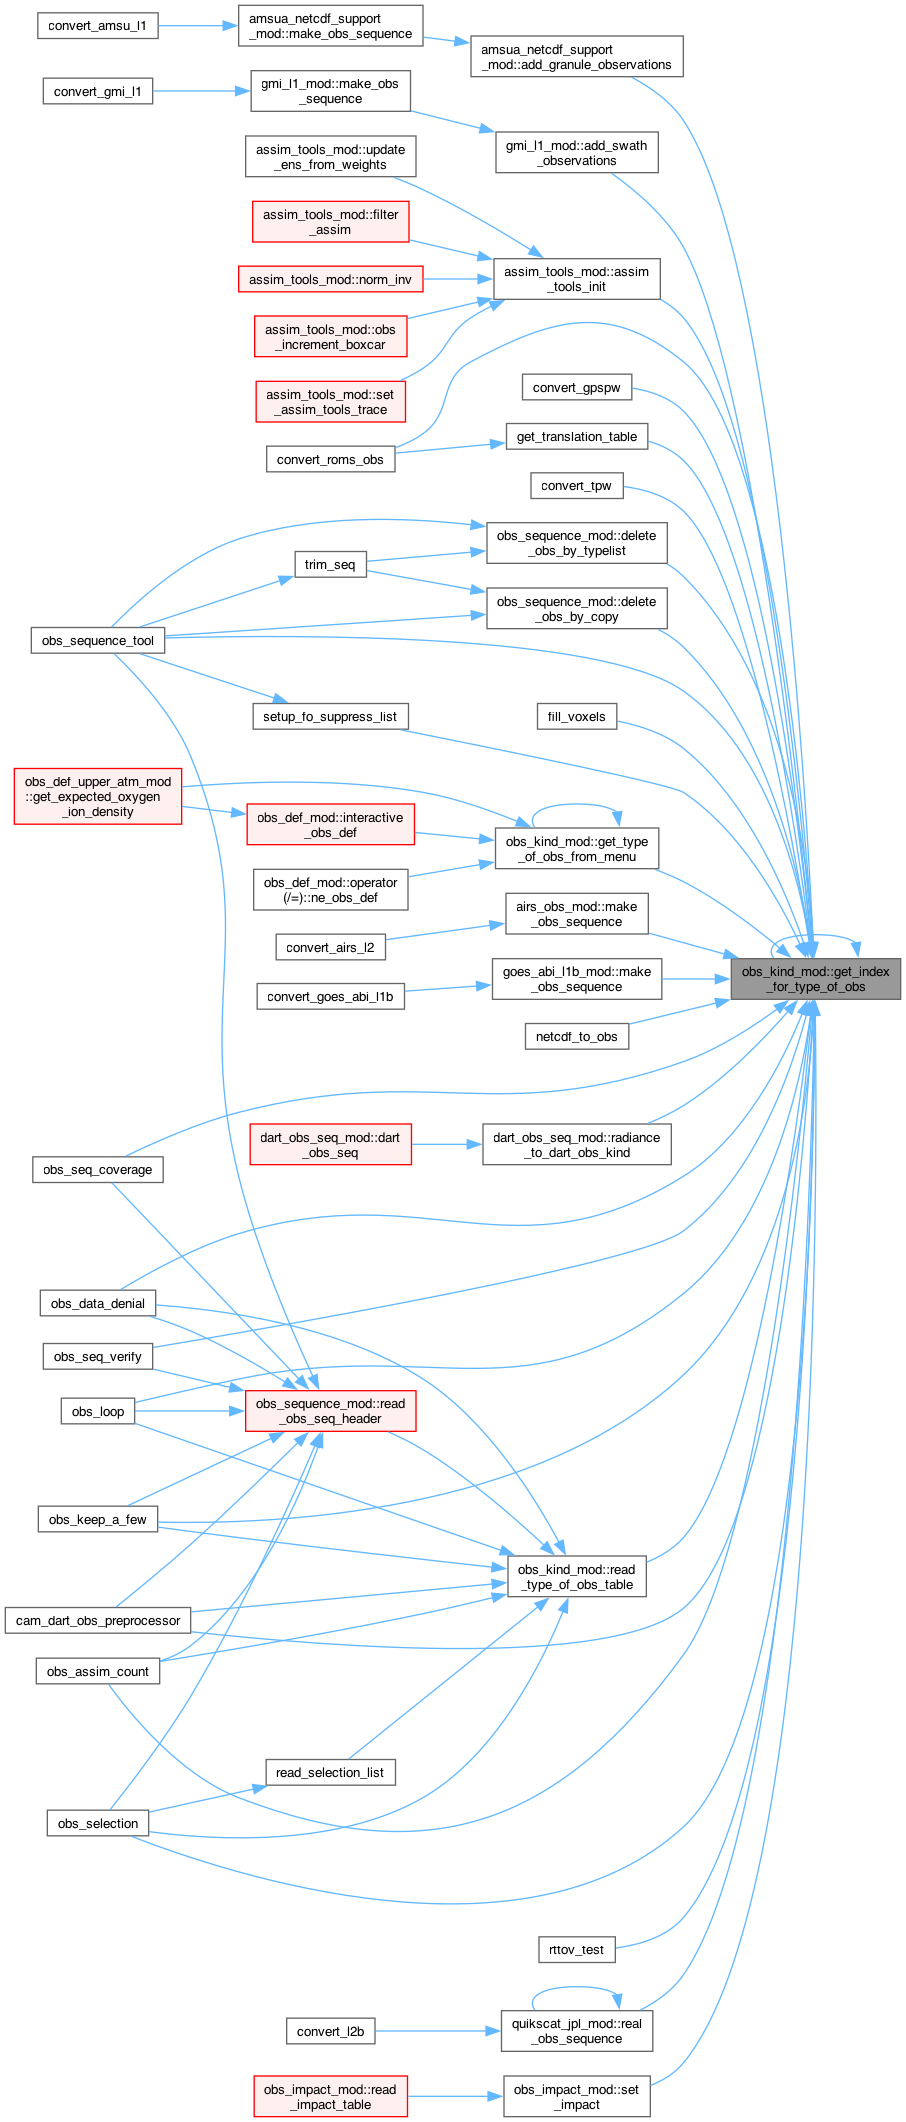 convert_amsu_l1
amsua_netcdf_support
_mod::make_obs_sequence
amsua_netcdf_support
_mod::add_granule_observations
convert_gmi_l1
gmi_l1_mod::make_obs
_sequence
gmi_l1_mod::add_swath
_observations
assim_tools_mod::update
_ens_from_weights
assim_tools_mod::filter
_assim
assim_tools_mod::norm_inv
assim_tools_mod::assim
_tools_init
assim_tools_mod::obs
_increment_boxcar
assim_tools_mod::set
_assim_tools_trace
convert_gpspw
get_translation_table
convert_roms_obs
convert_tpw
obs_sequence_mod::delete
_obs_by_typelist
trim_seq
obs_sequence_mod::delete
_obs_by_copy
obs_sequence_tool
setup_fo_suppress_list
fill_voxels
obs_def_upper_atm_mod
::get_expected_oxygen
_ion_density
obs_def_mod::interactive
_obs_def
obs_kind_mod::get_type
_of_obs_from_menu
obs_def_mod::operator
(/=)::ne_obs_def
airs_obs_mod::make
_obs_sequence
convert_airs_l2
goes_abi_l1b_mod::make
_obs_sequence
convert_goes_abi_l1b
obs_kind_mod::get_index
_for_type_of_obs
netcdf_to_obs
dart_obs_seq_mod::dart
_obs_seq
dart_obs_seq_mod::radiance
_to_dart_obs_kind
obs_seq_coverage
obs_data_denial
obs_seq_verify
obs_loop
obs_sequence_mod::read
_obs_seq_header
obs_keep_a_few
obs_kind_mod::read
_type_of_obs_table
cam_dart_obs_preprocessor
obs_assim_count
read_selection_list
obs_selection
rttov_test
quikscat_jpl_mod::real
_obs_sequence
convert_l2b
obs_impact_mod::read
_impact_table
obs_impact_mod::set
_impact